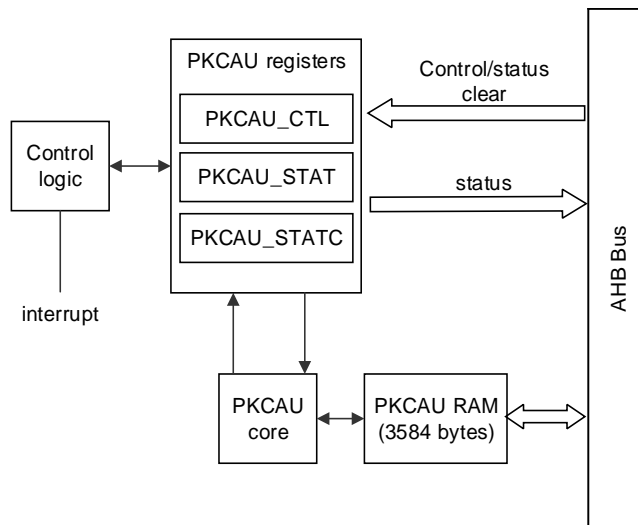 PKCAU registers
Control/status
clear
PKCAU_CTL
Control
logic
PKCAU_STAT
status
PKCAU_STATC
AHB Bus
interrupt
PKCAU
core
PKCAU RAM
(3584 bytes)